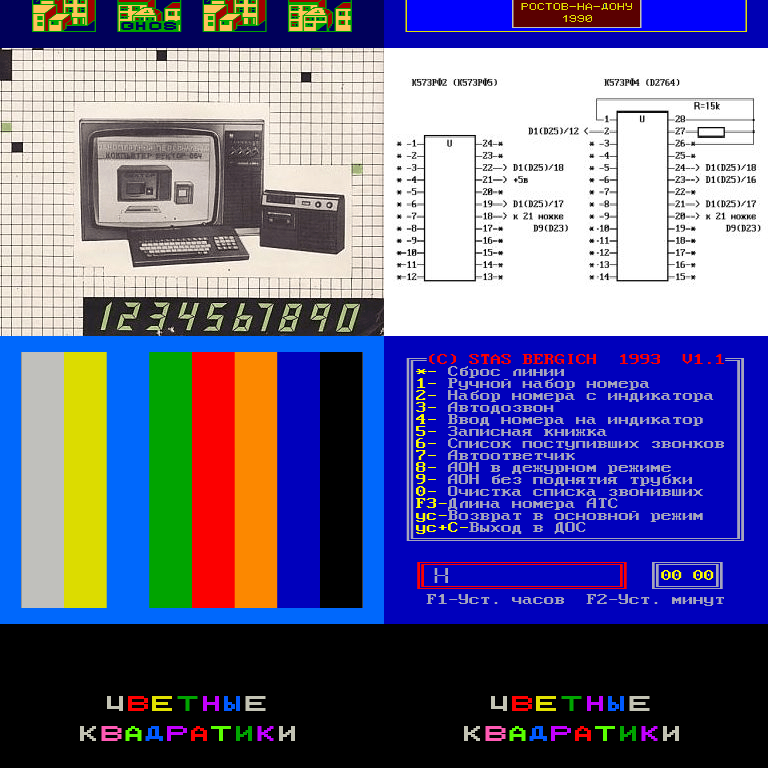 GHOS
РОСТОВ-НА-ДОНУ
1990
КОМПЬЮТЕР ВЕКТОР 06Ц
1234567890
К573РФ2 (К573РФ5)
К573РФ4 (D2764)
R=15k
U
U
D1(D25)/12 <
* -1 24-*
* -2 23-*
* -3 22-> D1(D25)/18
* -4 21-> +5в
* -5 20-*
* -6 19-> D1(D25)/17
* -7 18-> к 21 ножке
* -8 17-* D9(D23)
* -9 16-*
*-10 15-*
*-11 14-*
*-12 13-*
-1 28-
-2 27-
* -3 26-*
* -4 25-*
* -5 24-> D1(D25)/18
* -6 23-> D1(D25)/16
* -7 22-*
* -8 21-> D1(D25)/17
* -9 20-> к 21 ножке
*-10 19-* D9(D23)
*-11 18-*
*-12 17-*
*-13 16-*
*-14 15-*
(C) STAS BERGICH 1993 V1.1
*- Сброс линии
1- Ручной набор номера
2- Набор номера с индикатора
3- Автодозвон
4- Ввод номера на индикатор
5- Записная книжка
6- Список поступивших звонков
7- Автоответчик
8- АОН в дежурном режиме
9- АОН без поднятия трубки
0- Очистка списка звонивших
F3-Длина номера АТС
ус-Возврат в основной режим
ус+С-Выход в ДОС
Н
00 00
F1-Уст. часов F2-Уст. минут
ЦВЕТНЫЕ
КВАДРАТИКИ
ЦВЕТНЫЕ
КВАДРАТИКИ